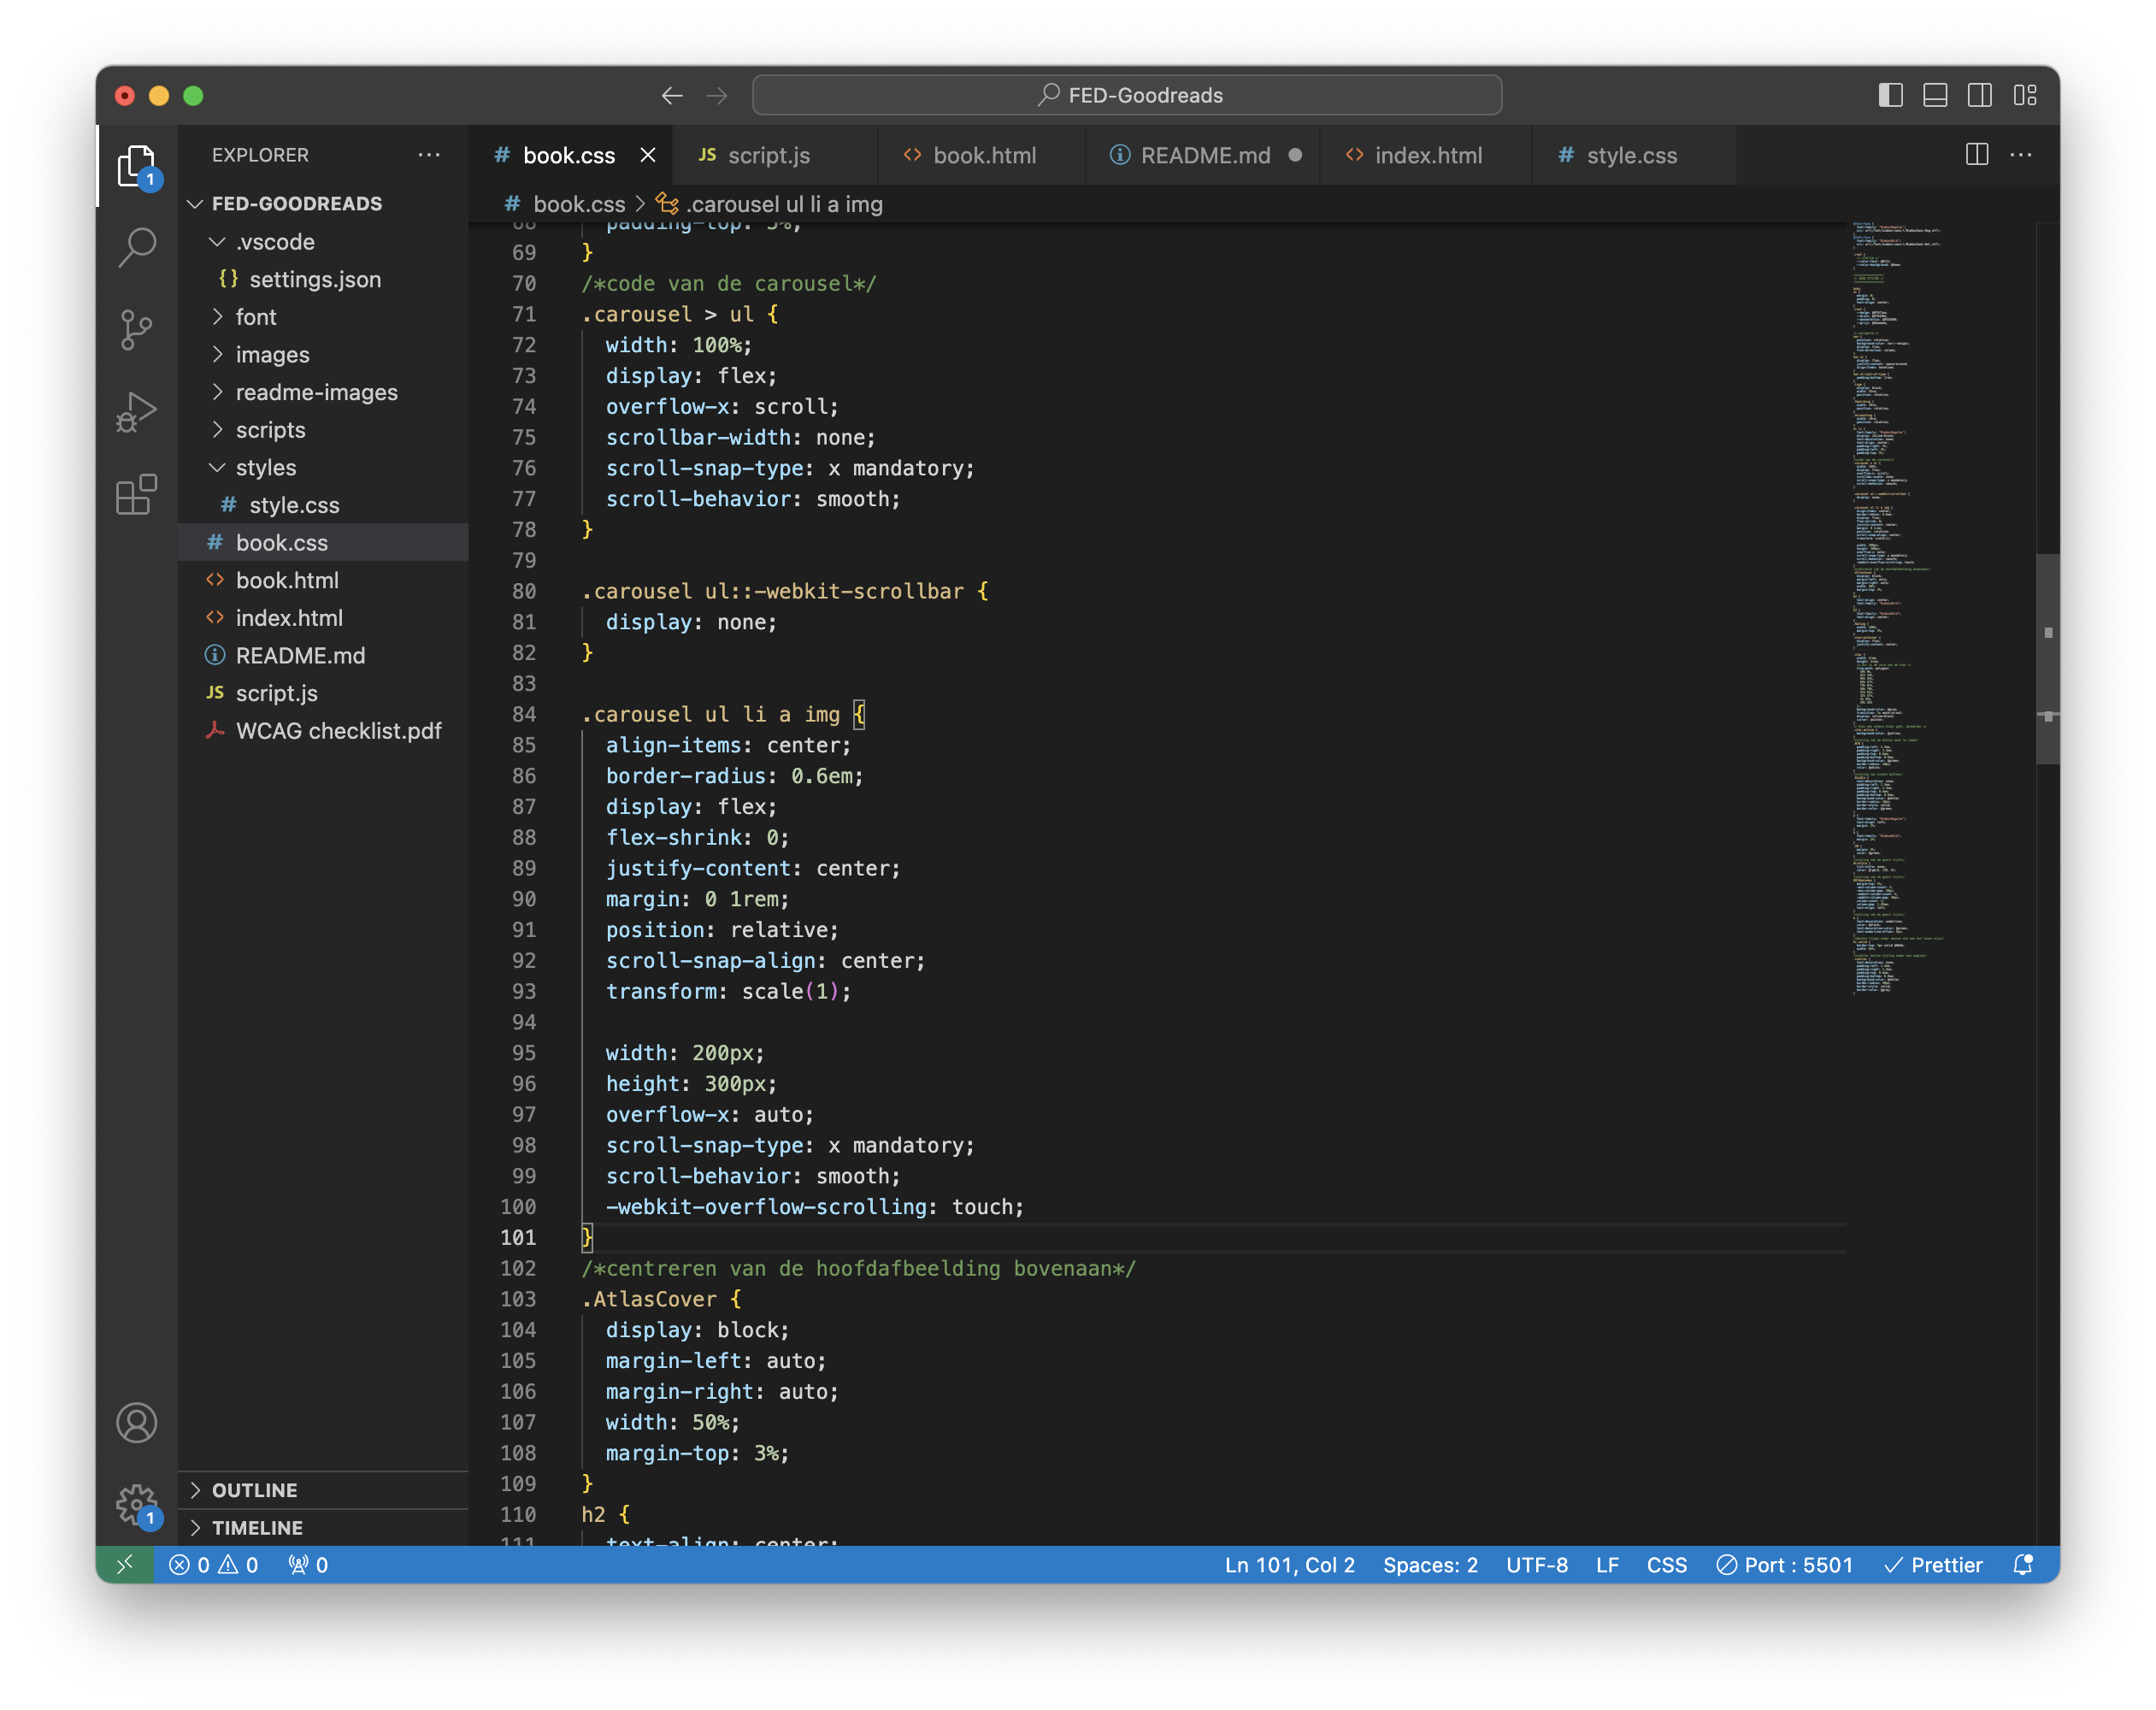 FED-Goodreads
EXPLORER
book.css
JS script.js
book.html
README.md
index.html
style.css
book.css > .carousel ul li a img
FED-GOODREADS
.vscode
settings.json
font
images
readme-images
scripts
styles
style.css
book.css
book.html
index.html
README.md
JS script.js
WCAG checklist.pdf
OUTLINE
TIMELINE
1
1
68 padding-top: 3%;
69 }
70 /*code van de carousel*/
71 .carousel > ul {
72 width: 100%;
73 display: flex;
74 overflow-x: scroll;
75 scrollbar-width: none;
76 scroll-snap-type: x mandatory;
77 scroll-behavior: smooth;
78 }
79
80 .carousel ul::-webkit-scrollbar {
81 display: none;
82 }
83
84 .carousel ul li a img {
85 align-items: center;
86 border-radius: 0.6em;
87 display: flex;
88 flex-shrink: 0;
89 justify-content: center;
90 margin: 0 1rem;
91 position: relative;
92 scroll-snap-align: center;
93 transform: scale(1);
94
95 width: 200px;
96 height: 300px;
97 overflow-x: auto;
98 scroll-snap-type: x mandatory;
99 scroll-behavior: smooth;
100 -webkit-overflow-scrolling: touch;
101 }
102 /*centreren van de hoofdafbeelding bovenaan*/
103 .AtlasCover {
104 display: block;
105 margin-left: auto;
106 margin-right: auto;
107 width: 50%;
108 margin-top: 3%;
109 }
110 h2 {
111 text-align: center;
0 0 0
Ln 101, Col 2 Spaces: 2 UTF-8 LF CSS Port : 5501 Prettier